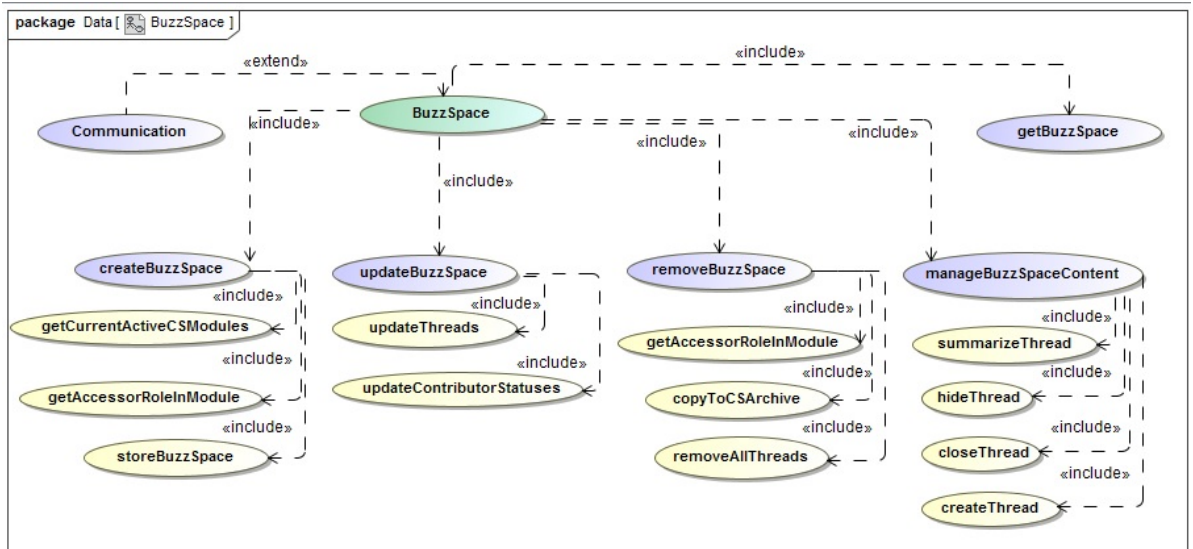 package Data [ BuzzSpace ]
«extend»
«include»
BuzzSpace
Communication
«include»
«include»
«include»
getBuzzSpace
«include»
«include»
createBuzzSpace
updateBuzzSpace
removeBuzzSpace
manageBuzzSpaceContent
«include»
«include»
«include»
getCurrentActiveCSModules
updateThreads
getAccessorRoleInModule
summarizeThread
«include»
«include»
«include»
«include»
getAccessorRoleInModule
updateContributorStatuses
copyToCSArchive
hideThread
«include»
«include»
«include»
storeBuzzSpace
removeAllThreads
closeThread
«include»
createThread